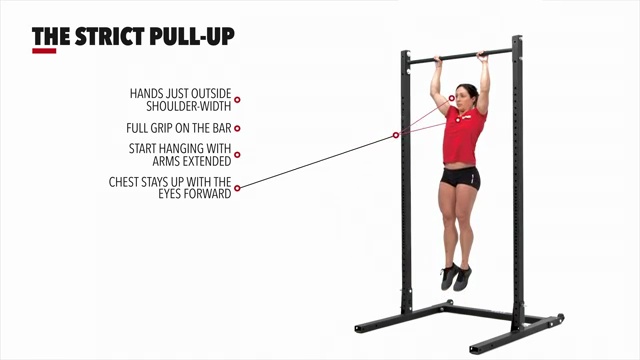 THE STRICT PULL-UP
HANDS JUST OUTSIDE
SHOULDER-WIDTH
FULL GRIP ON THE BAR
START HANGING WITH
ARMS EXTENDED
CHEST STAYS UP WITH THE
EYES FORWARD